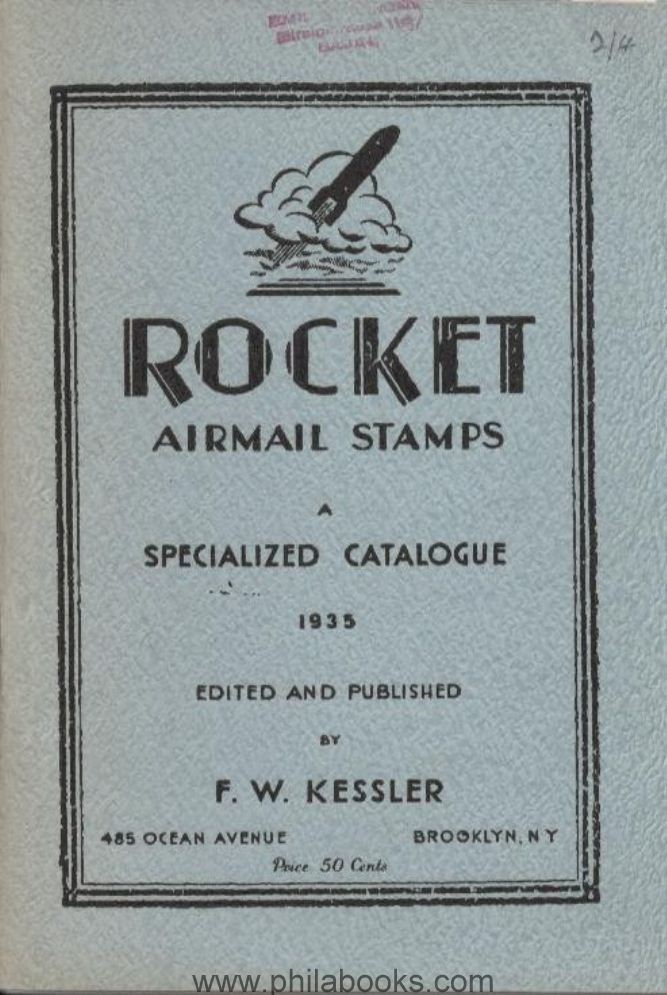 2/4
ROCKET
AIRMAIL STAMPS
A
SPECIALIZED CATALOGUE
1935
EDITED AND PUBLISHED
BY
F. W. KESSLER
485 OCEAN AVENUE BROOKLYN, N Y
Price 50 Cents
www.philabooks.com